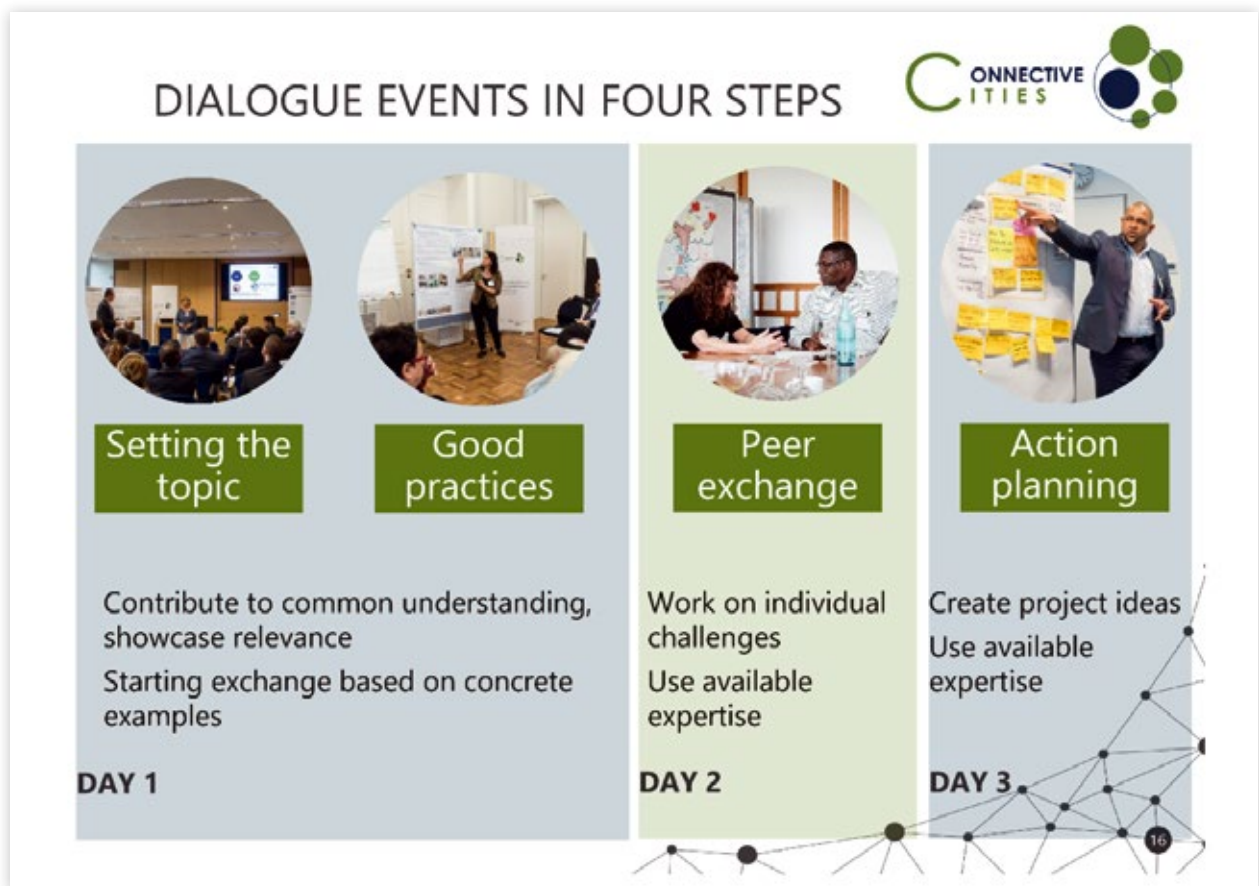 DIALOGUE EVENTS IN FOUR STEPS
CONNECTIVE
CITIES
Setting the
topic
Good
practices
Peer
exchange
Action
planning
Contribute to common understanding,
showcase relevance
Starting exchange based on concrete
examples
Work on individual
challenges
Use available
expertise
Create project ideas
Use available
expertise
DAY 1
DAY 2
DAY 3
16